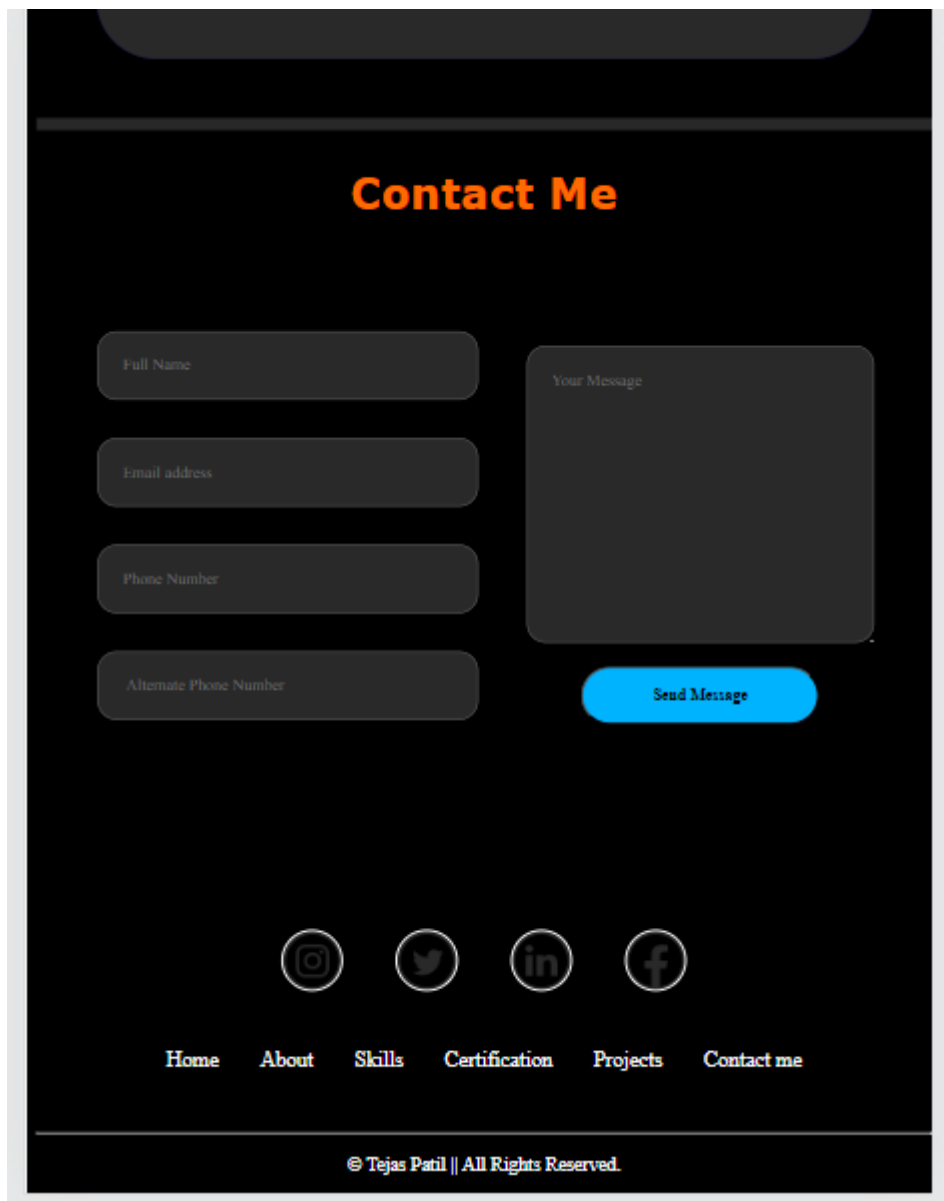 Contact Me
Full Name
Email address
Phone Number
Alternate Phone Number
Your Message
Send Message
in
Home About Skills Certification Projects Contact me
© Tejas Patil || All Rights Reserved.